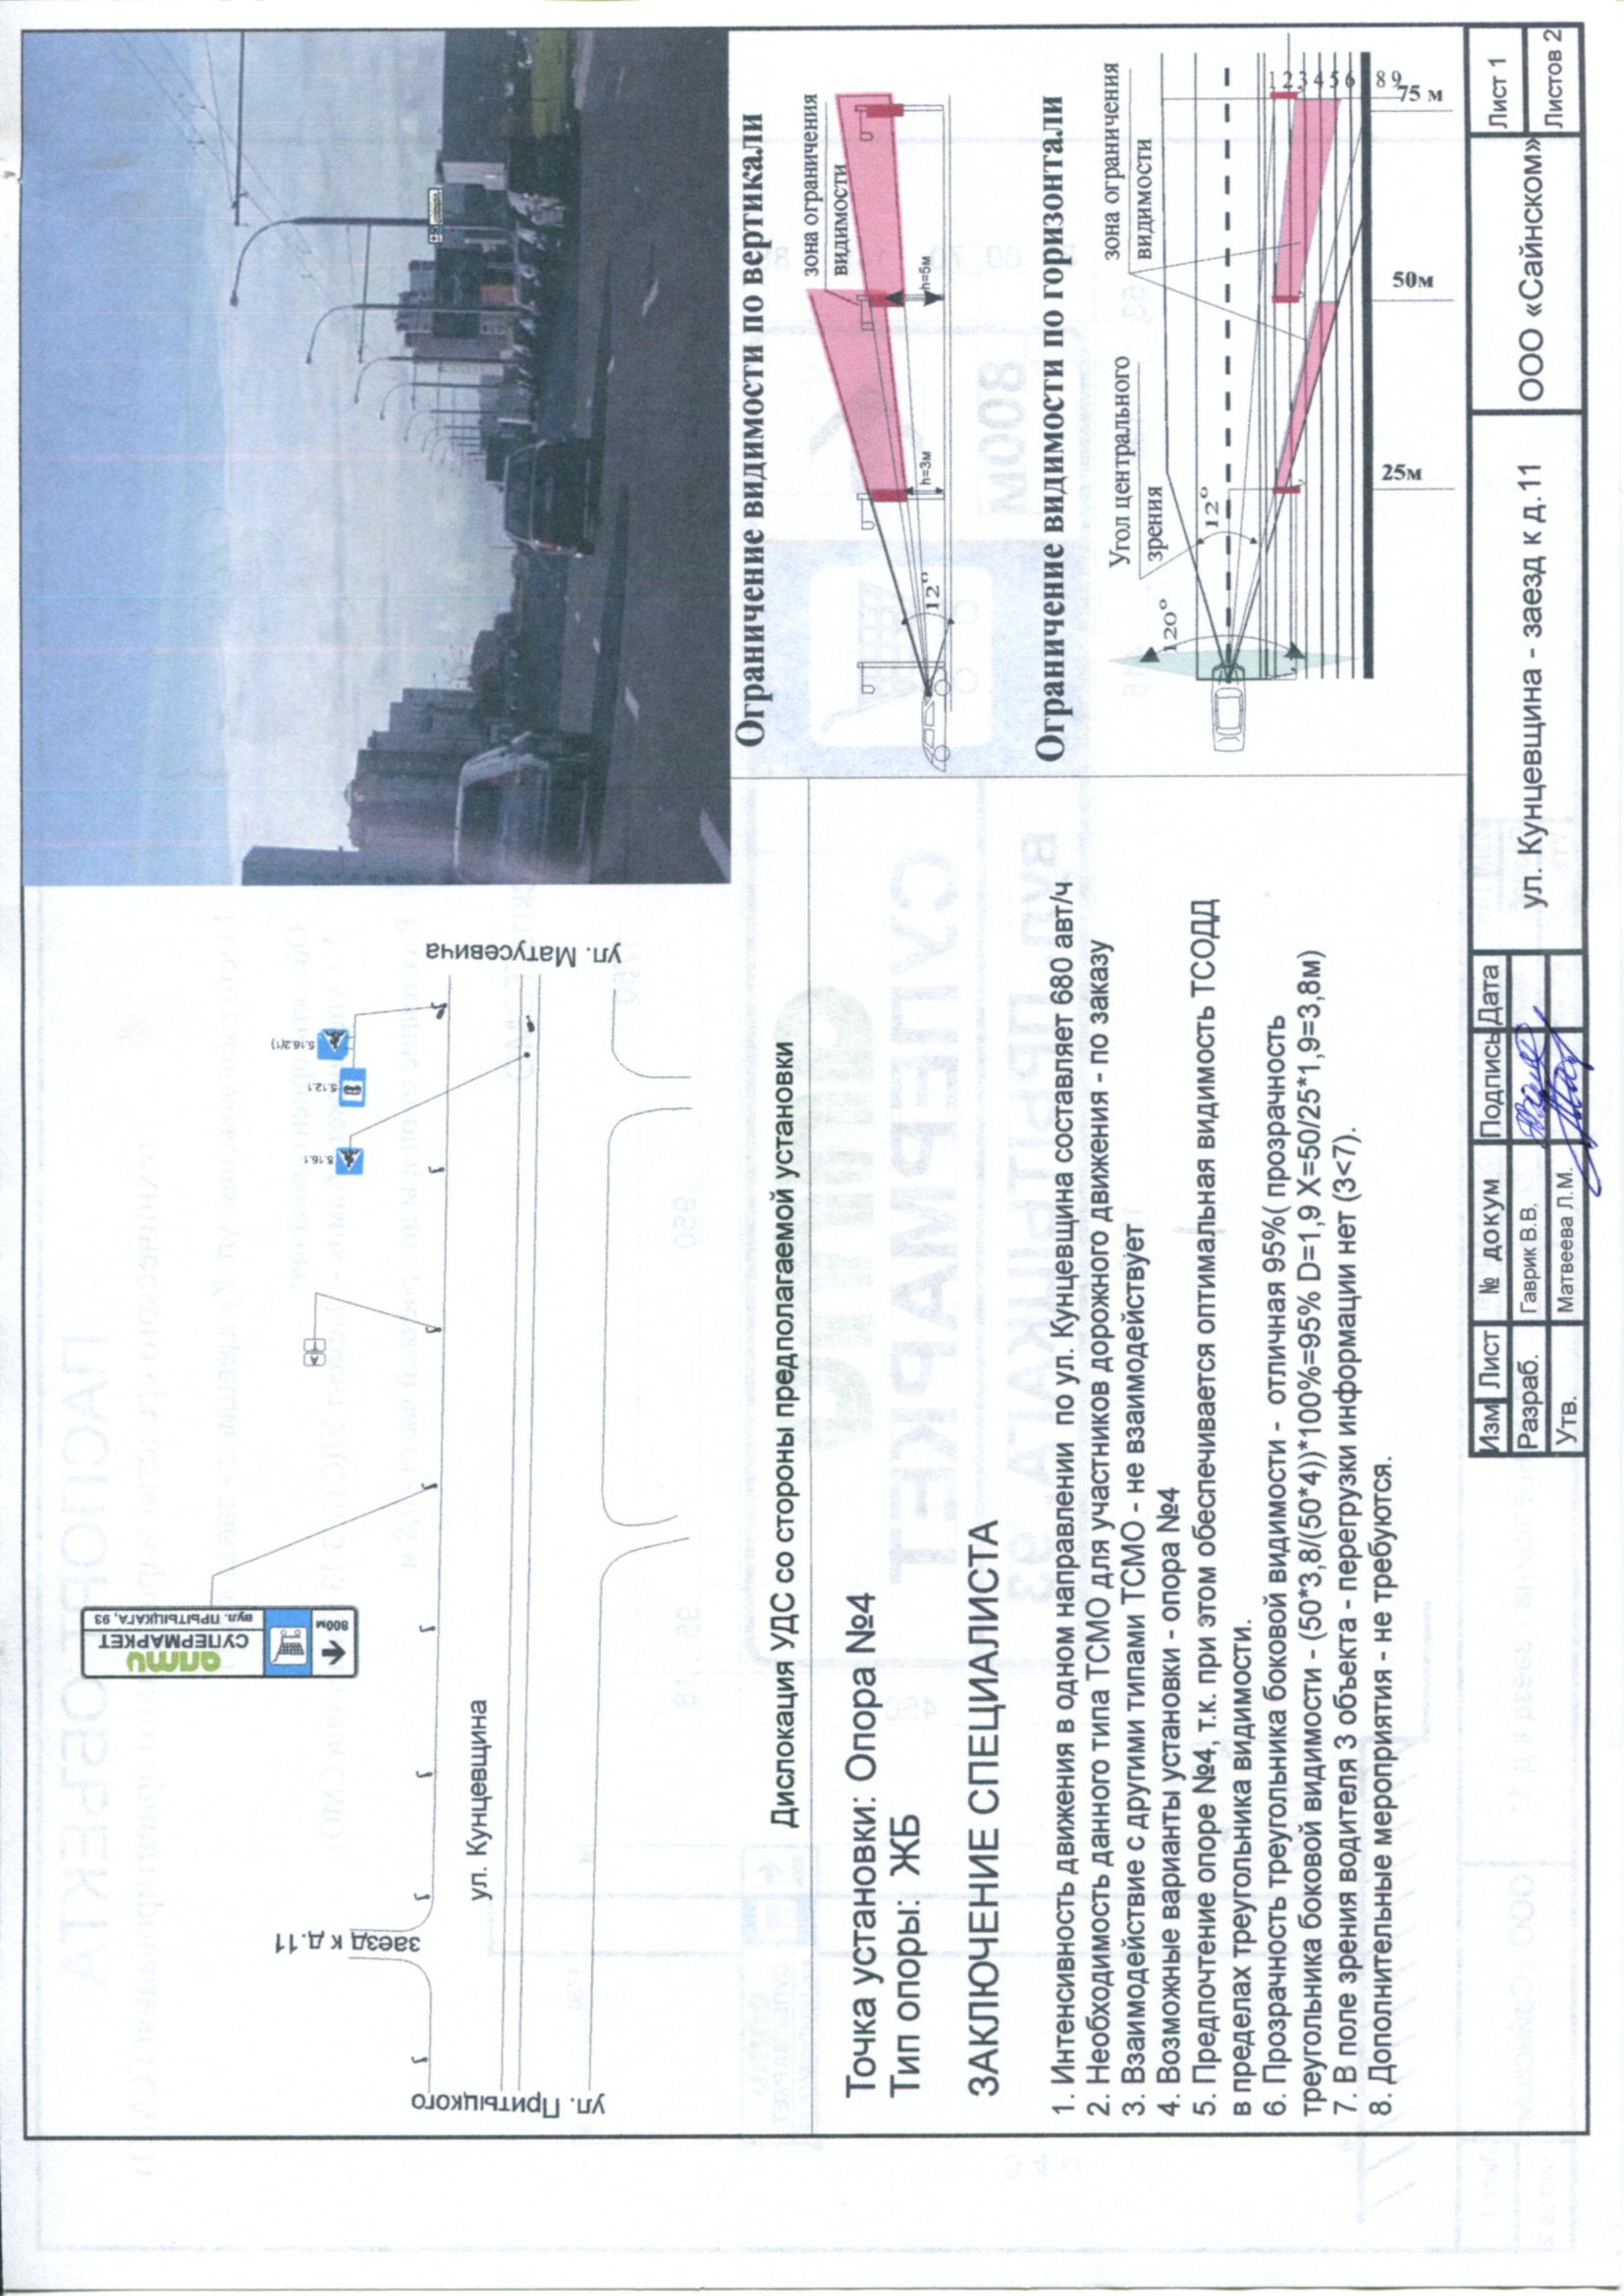 ул. Притыцкого
заезд к д.11
ул. Кунцевщина
алми
СУПЕРМАРКЕТ
вул. ПРЫТЫЦКАГА, 93
800м
5.16.1
5.12.1
5.16.2(1)
ул. Матусевича
Дислокация УДС со стороны предполагаемой установки
Точка установки: Опора №4
Тип опоры: ЖБ
ЗАКЛЮЧЕНИЕ СПЕЦИАЛИСТА
1. Интенсивность движения в одном направлении по ул. Кунцевщина составляет 680 авт/ч
2. Необходимость данного типа ТСМО для участников дорожного движения - по заказу
3. Взаимодействие с другими типами ТСМО - не взаимодействует
4. Возможные варианты установки - опора №4
5. Предпочтение опоре №4, т.к. при этом обеспечивается оптимальная видимость ТСОДД
в пределах треугольника видимости.
6. Прозрачность треугольника боковой видимости - отличная 95%( прозрачность
треугольника боковой видимости - (50*3,8/(50*4))*100%=95% D=1,9 X=50/25*1,9=3,8м)
7. В поле зрения водителя 3 объекта - перегрузки информации нет (3<7).
8. Дополнительные мероприятия - не требуются.
Ограничение видимости по вертикали
зона ограничения
видимости
12°
h=3м
h=5м
Ограничение видимости по горизонтали
Угол центрального
зрения
зона ограничения
видимости
120°
12°
1 2 3 4 5 6 8 9
25м
50м
75 м
Изм Лист № докум Подпись Дата
Разраб. Гаврик В.В.
Утв. Матвеева Л.М.
ул. Кунцевщина - заезд к д.11
ООО «Сайнском»
Лист 1
Листов 2